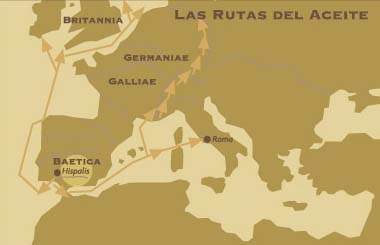 LAS RUTAS DEL ACEITE
BRITANNIA
GERMANIAE
GALLIAE
Roma
BAETICA
Hispalis